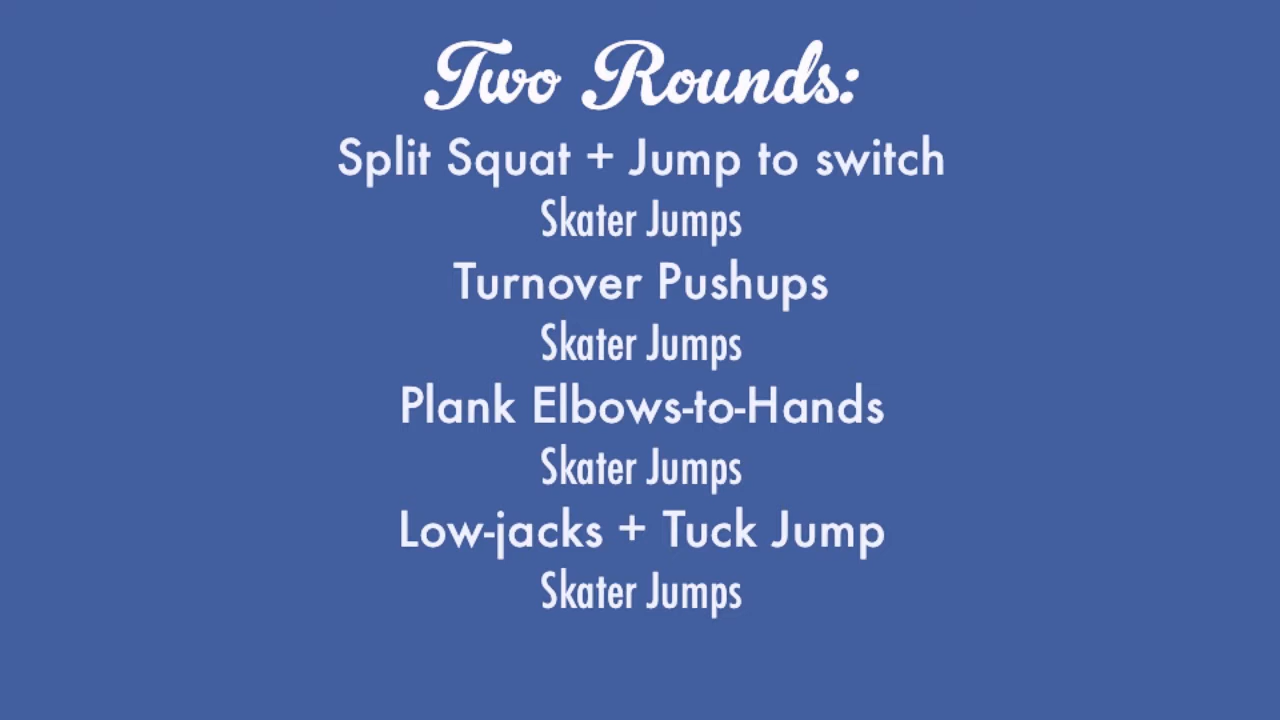 Two Rounds:
Split Squat + Jump to switch
Skater Jumps
Turnover Pushups
Skater Jumps
Plank Elbows-to-Hands
Skater Jumps
Low-jacks + Tuck Jump
Skater Jumps